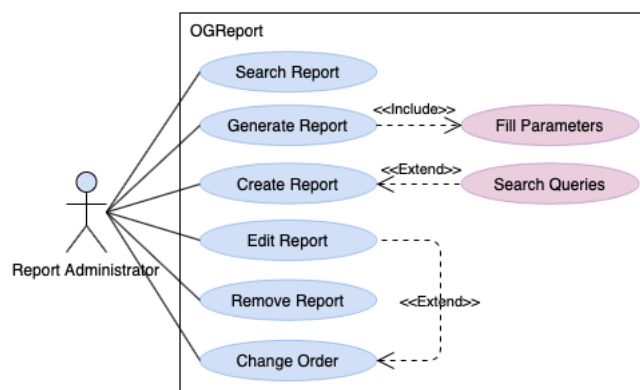 OGReport
Search Report
Generate Report
<<Include>>
Fill Parameters
Create Report
<<Extend>>
Search Queries
Report Administrator
Edit Report
Remove Report
<<Extend>>
Change Order